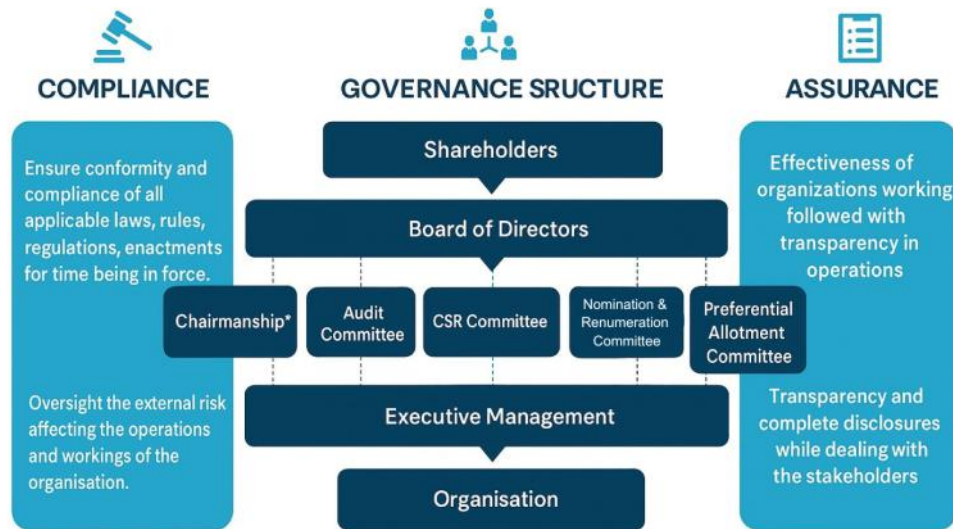 COMPLIANCE
Ensure conformity and
compliance of all
applicable laws, rules,
regulations, enactments
for time being in force.
Oversight the external risk
affecting the operations
and workings of the
organisation.
GOVERNANCE SRUCTURE
Shareholders
Board of Directors
Chairmanship*
Audit
Committee
CSR Committee
Nomination &
Renumeration
Committee
Preferential
Allotment
Committee
Executive Management
Organisation
ASSURANCE
Effectiveness of
organizations working
followed with
transparency in
operations
Transparency and
complete disclosures
while dealing with
the stakeholders